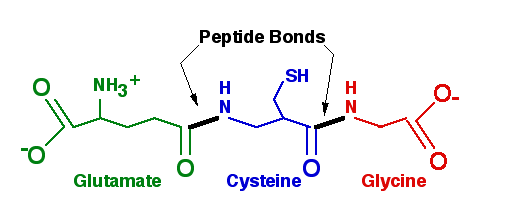 Peptide Bonds
SH
NH3+
H
N
H
N
O
O-
-O
O
O
O
Glutamate
Cysteine
Glycine